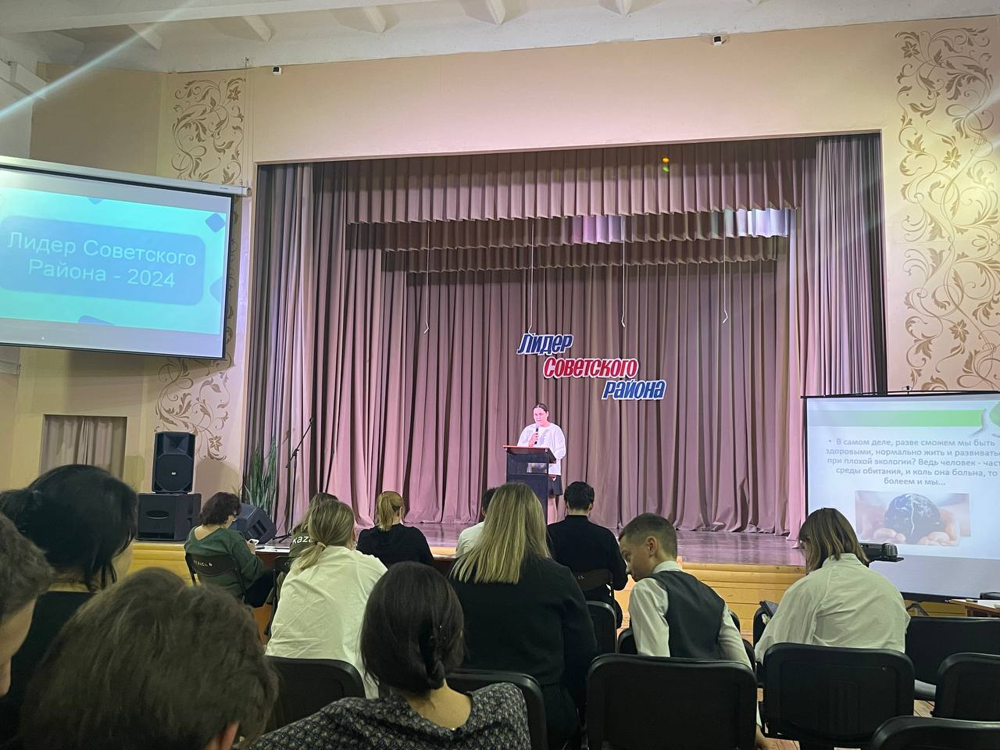 Лидер Советского
Района - 2024
Лидер
Советского
района
• В самом деле, разве сможем мы быть
здоровыми, нормально жить и развивать
при плохой экологии? Ведь человек - част
среды обитания, и коль она больна, то
болеем и мы...